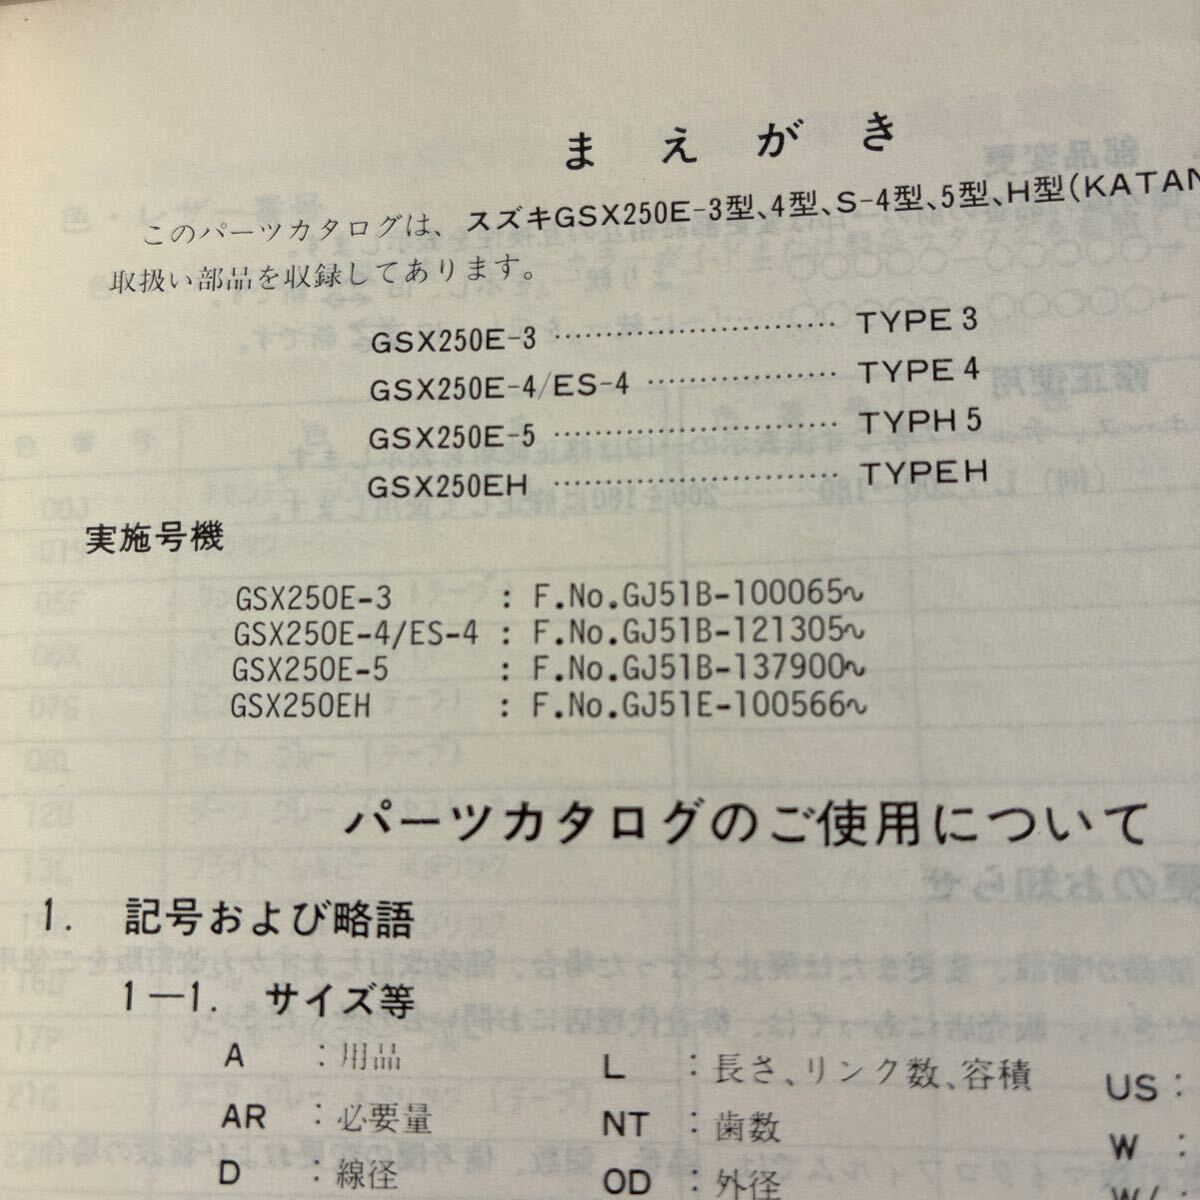 まえがき
このパーツカタログは、スズキGSX250E-3型、4型、S-4型、5型、H型(KATAN
取扱い部品を収録してあります。
GSX250E-3 ………………………… TYPE 3
GSX250E-4/ES-4 ………………… TYPE 4
GSX250E-5 ………………………… TYPH 5
GSX250EH ………………………… TYPE H
実施号機
GSX250E-3 : F.No.GJ51B-100065~
GSX250E-4/ES-4 : F.No.GJ51B-121305~
GSX250E-5 : F.No.GJ51B-137900~
GSX250EH : F.No.GJ51E-100566~
パーツカタログのご使用について
1. 記号および略語
1―1. サイズ等
A :用品 L :長さ、リンク数、容積 US:
AR :必要量 NT :歯数 W :
D :線径 OD :外径 W/